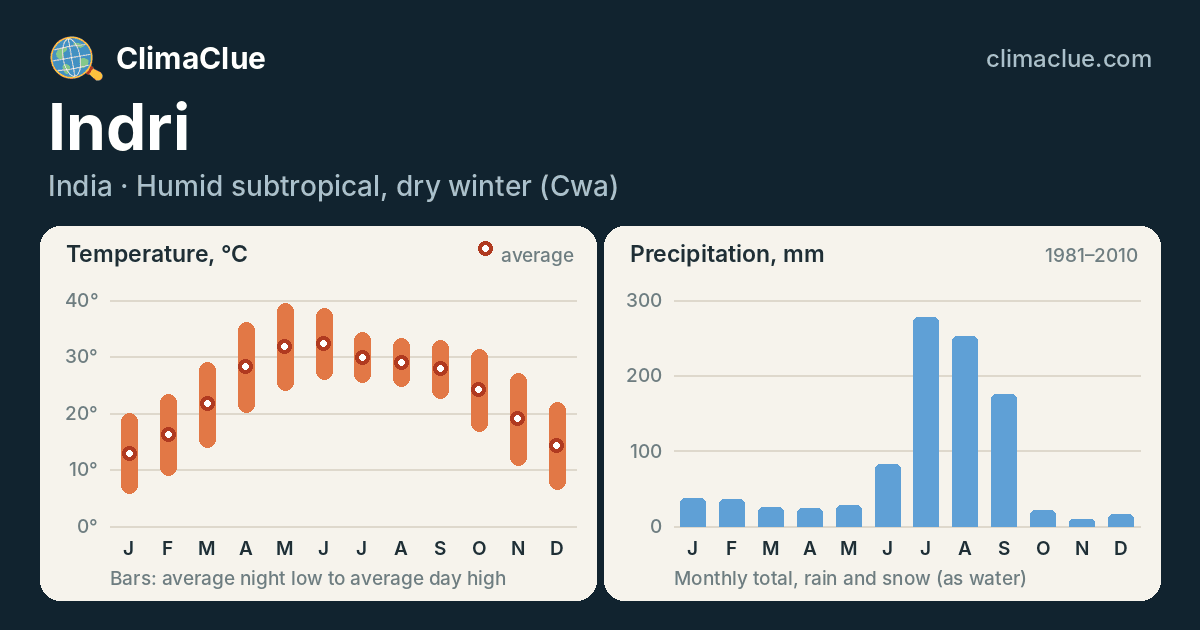 ClimaClue
climaclue.com
Indri
India · Humid subtropical, dry winter (Cwa)
Temperature, °C
average
40°
30°
20°
10°
0°
J F M A M J J A S O N D
Bars: average night low to average day high
Precipitation, mm
1981–2010
300
200
100
0
J F M A M J J A S O N D
Monthly total, rain and snow (as water)